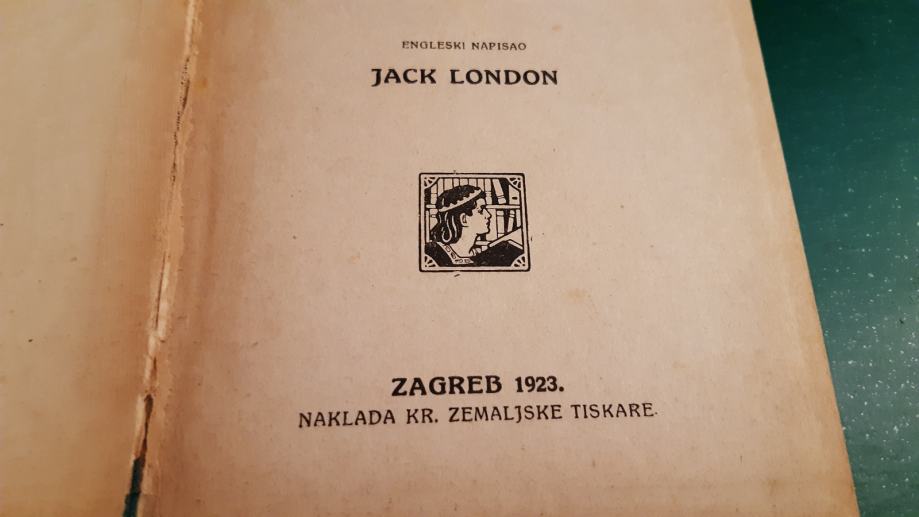 ENGLESKI NAPISAO
JACK LONDON
ZAGREB 1923.
NAKLADA KR. ZEMALJSKE TISKARE.